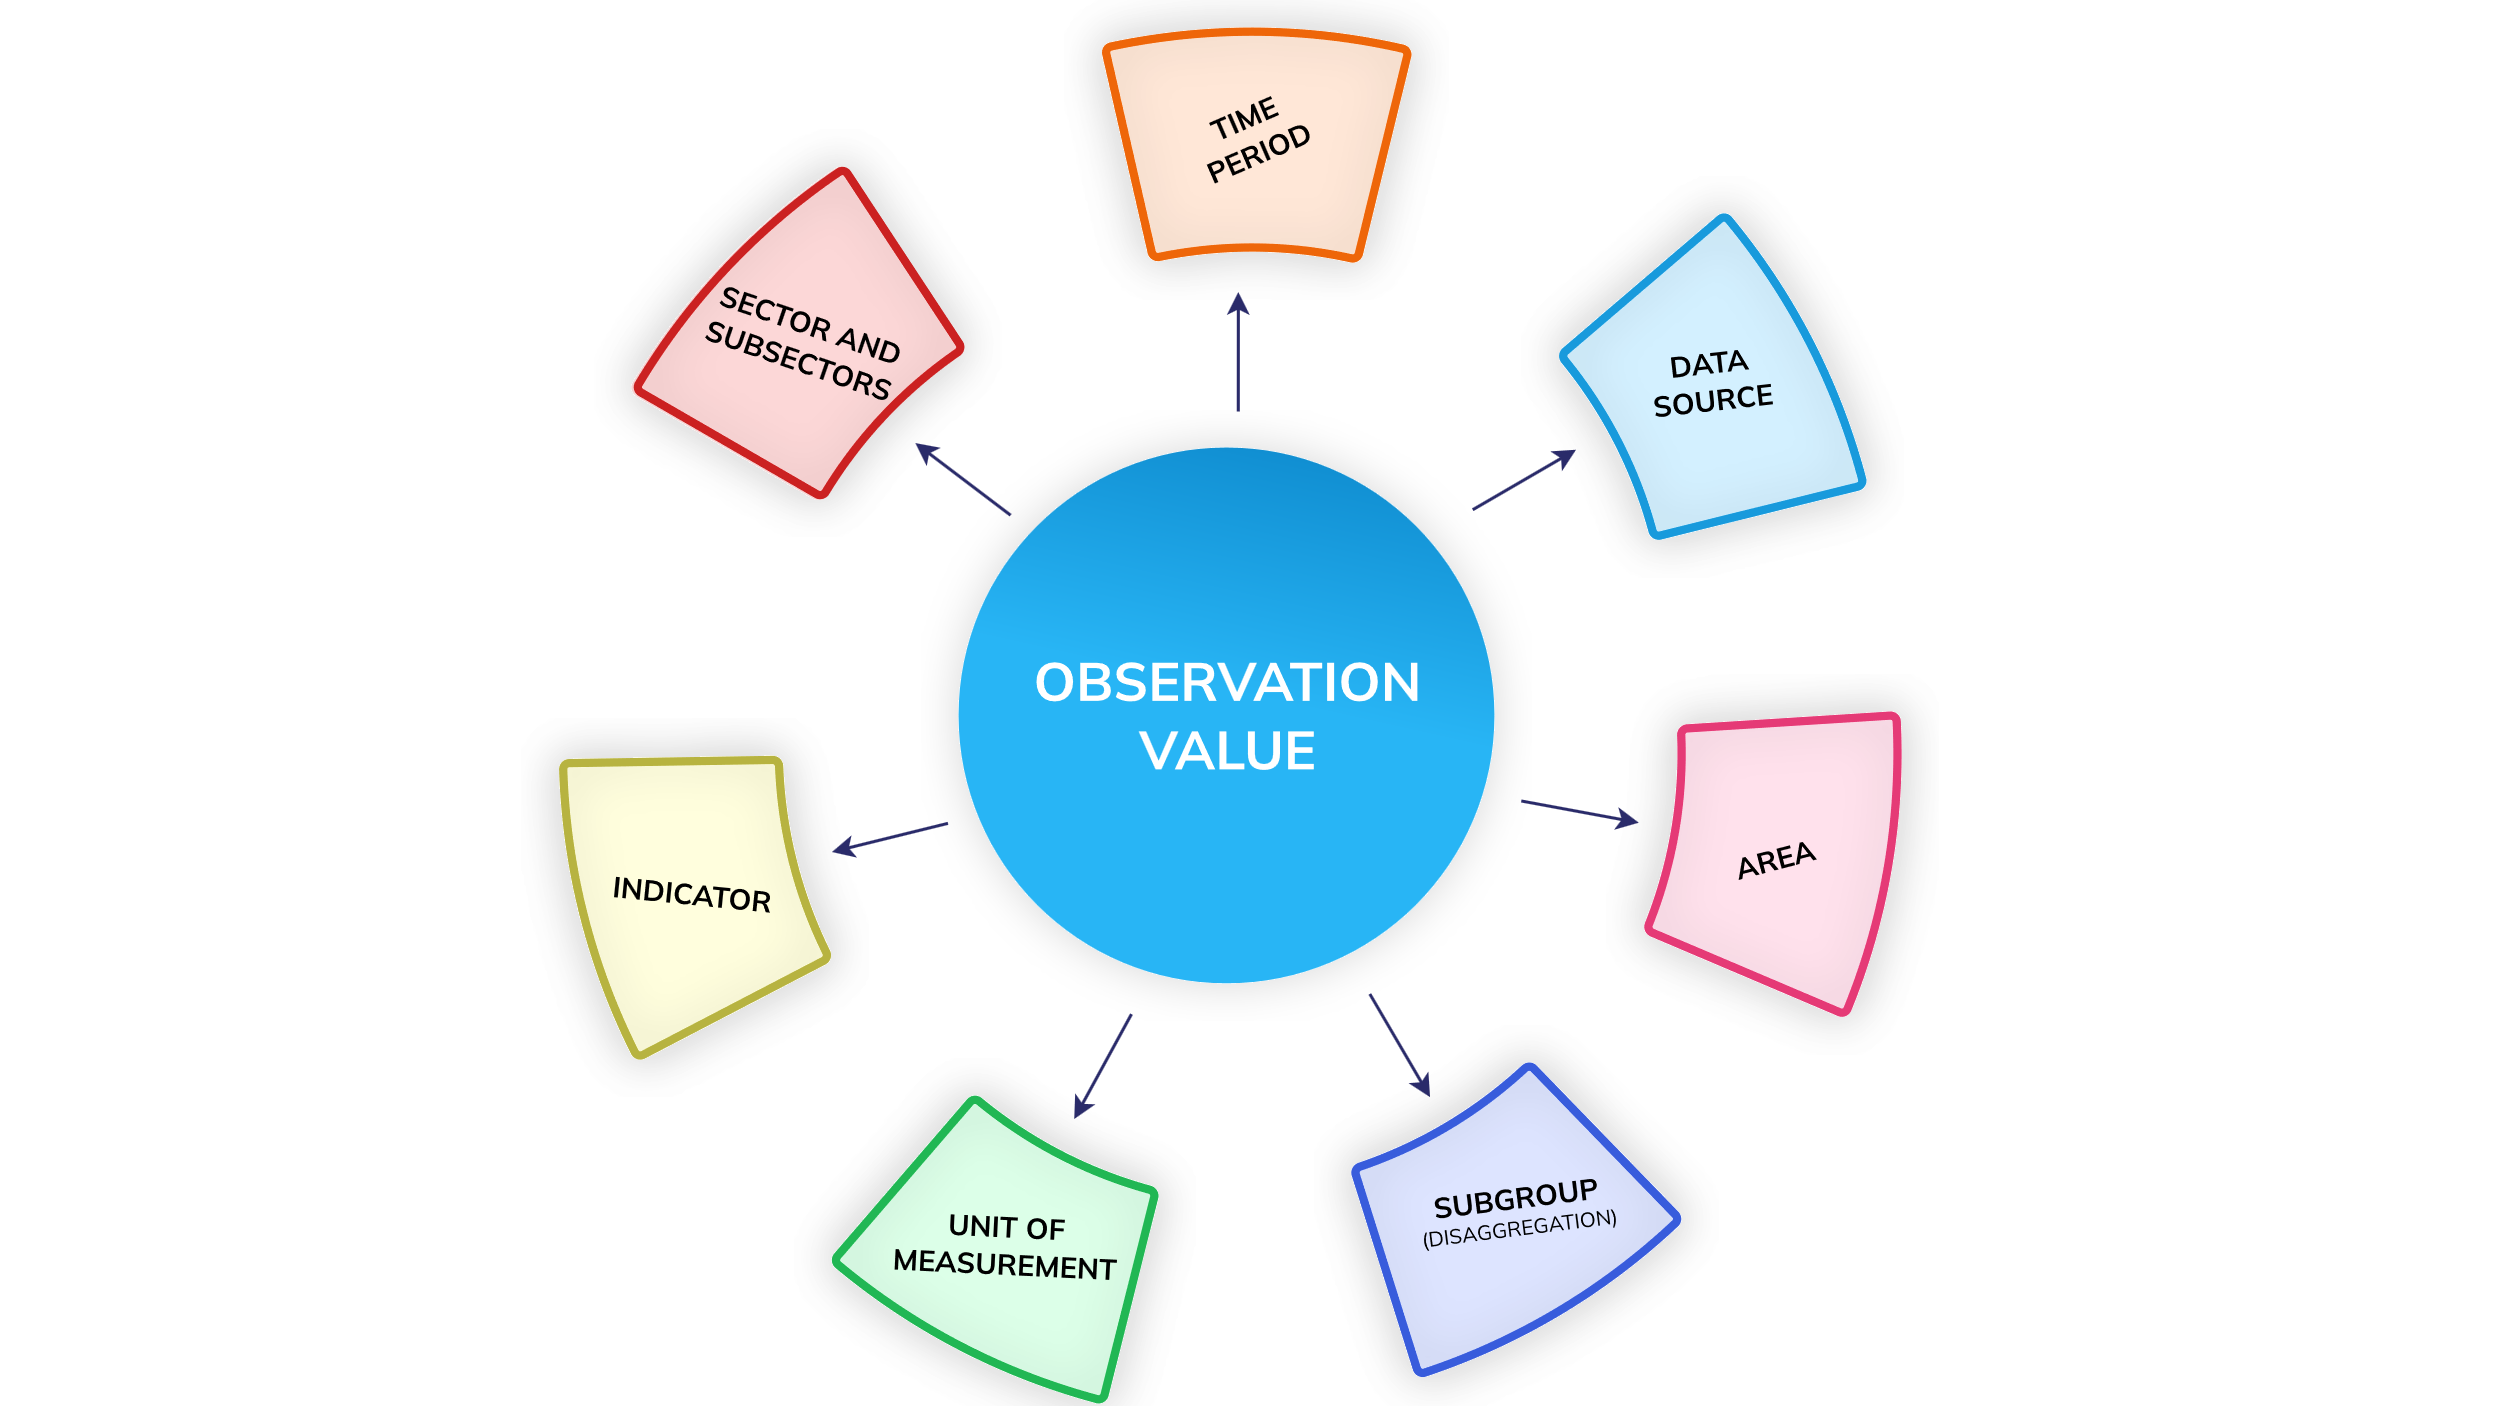 TIME
PERIOD
SECTOR AND
SUBSECTORS
DATA
SOURCE
OBSERVATION
VALUE
INDICATOR
AREA
UNIT OF
MEASUREMENT
SUBGROUP
(DISAGGREGATION)